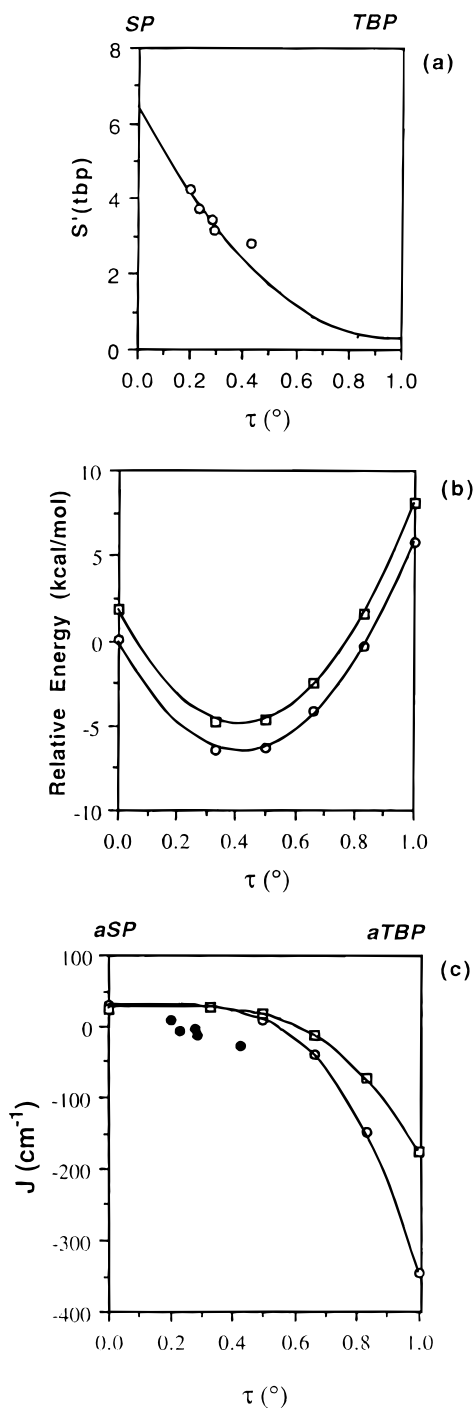 SP TBP
(a)
8
6
4
2
0
S'(tbp)
0.0 0.2 0.4 0.6 0.8 1.0
τ (°)
(b)
10
5
0
-5
-10
Relative Energy (kcal/mol)
0.0 0.2 0.4 0.6 0.8 1.0
τ (°)
aSP aTBP
(c)
100
0
-100
-200
-300
-400
J (cm-1)
0.0 0.2 0.4 0.6 0.8 1.0
τ (°)